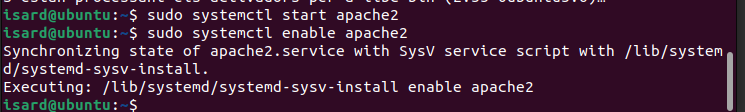 isard@ubuntu:~$ sudo systemctl start apache2
isard@ubuntu:~$ sudo systemctl enable apache2
Synchronizing state of apache2.service with SysV service script with /lib/system
d/systemd-sysv-install.
Executing: /lib/systemd/systemd-sysv-install enable apache2
isard@ubuntu:~$